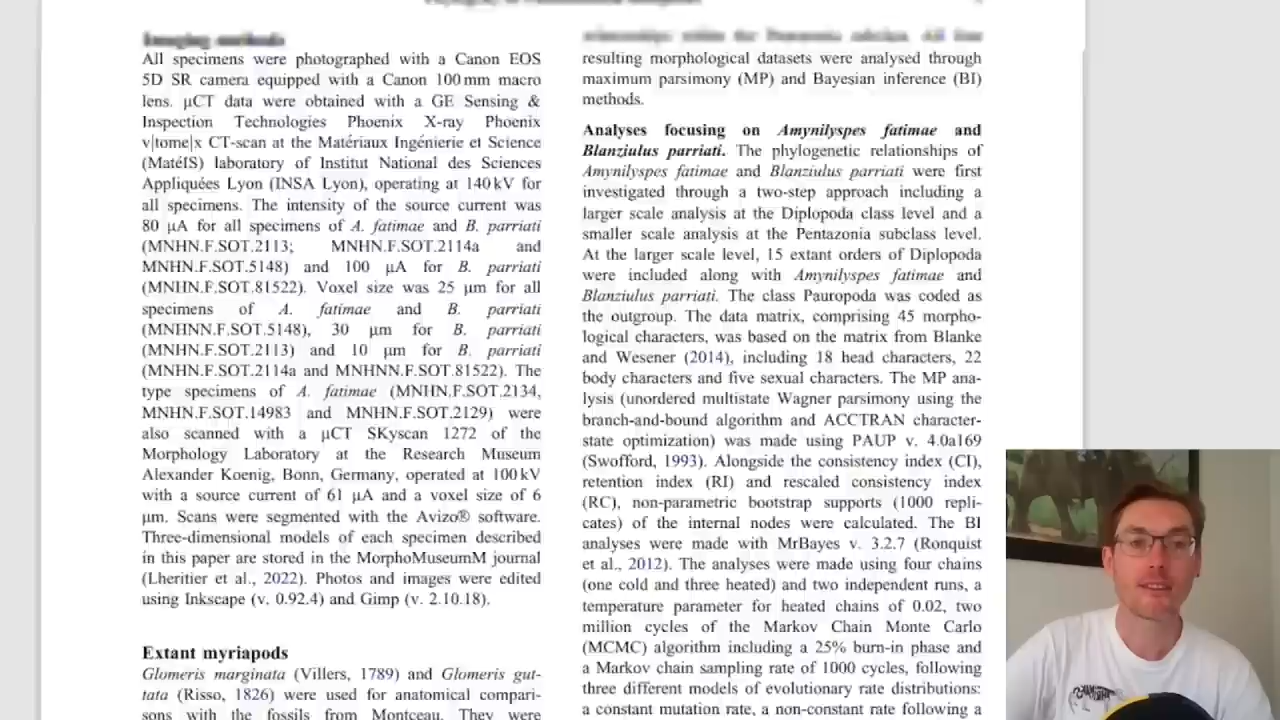 Imaging methods
All specimens were photographed with a Canon EOS
5D SR camera equipped with a Canon 100 mm macro
lens. μCT data were obtained with a GE Sensing &
Inspection Technologies Phoenix X-ray Phoenix
v|tome|x CT-scan at the Matériaux Ingénierie et Science
(MatéIS) laboratory of Institut National des Sciences
Appliquées Lyon (INSA Lyon), operating at 140 kV for
all specimens. The intensity of the source current was
80 μA for all specimens of A. fatimae and B. parriati
(MNHN.F.SOT.2113; MNHN.F.SOT.2114a and
MNHN.F.SOT.5148) and 100 μA for B. parriati
(MNHN.F.SOT.81522). Voxel size was 25 μm for all
specimens of A. fatimae and B. parriati
(MNHNN.F.SOT.5148), 30 μm for B. parriati
(MNHN.F.SOT.2113) and 10 μm for B. parriati
(MNHN.F.SOT.2114a and MNHNN.F.SOT.81522). The
type specimens of A. fatimae (MNHN.F.SOT.2134,
MNHN.F.SOT.14983 and MNHN.F.SOT.2129) were
also scanned with a μCT SKyscan 1272 of the
Morphology Laboratory at the Research Museum
Alexander Koenig, Bonn, Germany, operated at 100 kV
with a source current of 61 μA and a voxel size of 6
μm. Scans were segmented with the Avizo® software.
Three-dimensional models of each specimen described
in this paper are stored in the MorphoMuseumM journal
(Lheritier et al., 2022). Photos and images were edited
using Inkscape (v. 0.92.4) and Gimp (v. 2.10.18).
Extant myriapods
Glomeris marginata (Villers, 1789) and Glomeris gut-
tata (Risso, 1826) were used for anatomical compari-
sons with the fossils from Montceau. They were
relationships within the Pentazonia subclass. All
resulting morphological datasets were analysed through
maximum parsimony (MP) and Bayesian inference (BI)
methods.
Analyses focusing on Amynilyspes fatimae and
Blanziulus parriati. The phylogenetic relationships of
Amynilyspes fatimae and Blanziulus parriati were first
investigated through a two-step approach including a
larger scale analysis at the Diplopoda class level and a
smaller scale analysis at the Pentazonia subclass level.
At the larger scale level, 15 extant orders of Diplopoda
were included along with Amynilyspes fatimae and
Blanziulus parriati. The class Pauropoda was coded as
the outgroup. The data matrix, comprising 45 morpho-
logical characters, was based on the matrix from Blanke
and Wesener (2014), including 18 head characters, 22
body characters and five sexual characters. The MP ana-
lysis (unordered multistate Wagner parsimony using the
branch-and-bound algorithm and ACCTRAN character-
state optimization) was made using PAUP v. 4.0a169
(Swofford, 1993). Alongside the consistency index (CI),
retention index (RI) and rescaled consistency index
(RC), non-parametric bootstrap supports (1000 repli-
cates) of the internal nodes were calculated. The BI
analyses were made with MrBayes v. 3.2.7 (Ronquist
et al., 2012). The analyses were made using four chains
(one cold and three heated) and two independent runs, a
temperature parameter for heated chains of 0.02, two
million cycles of the Markov Chain Monte Carlo
(MCMC) algorithm including a 25% burn-in phase and
a Markov chain sampling rate of 1000 cycles, following
three different models of evolutionary rate distributions:
a constant mutation rate, a non-constant rate following a